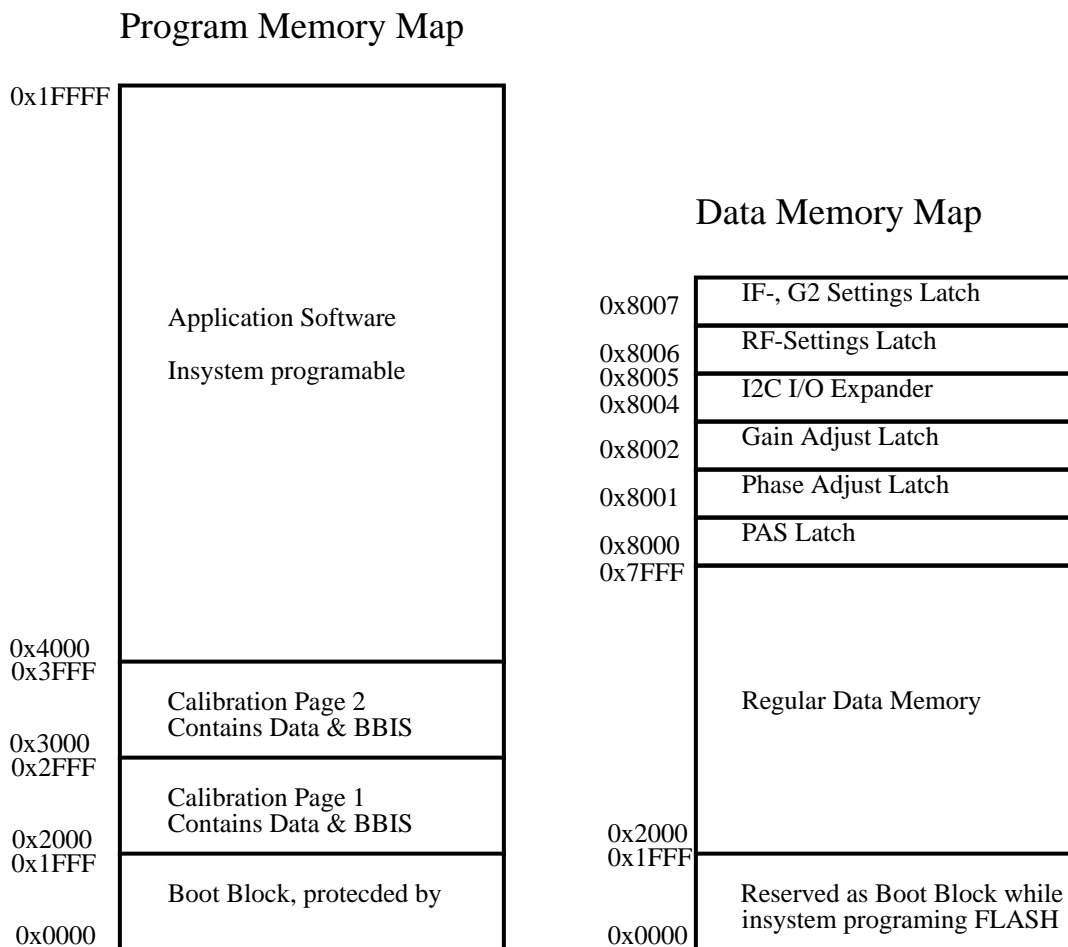 Program Memory Map
0x1FFFF
Application Software
Insystem programable
0x4000
0x3FFF
Calibration Page 2
Contains Data & BBIS
0x3000
0x2FFF
Calibration Page 1
Contains Data & BBIS
0x2000
0x1FFF
Boot Block, protecded by
0x0000
Data Memory Map
IF-, G2 Settings Latch
0x8007
RF-Settings Latch
0x8006
0x8005
I2C I/O Expander
0x8004
Gain Adjust Latch
0x8002
Phase Adjust Latch
0x8001
PAS Latch
0x8000
0x7FFF
Regular Data Memory
0x2000
0x1FFF
Reserved as Boot Block while
insystem programing FLASH
0x0000